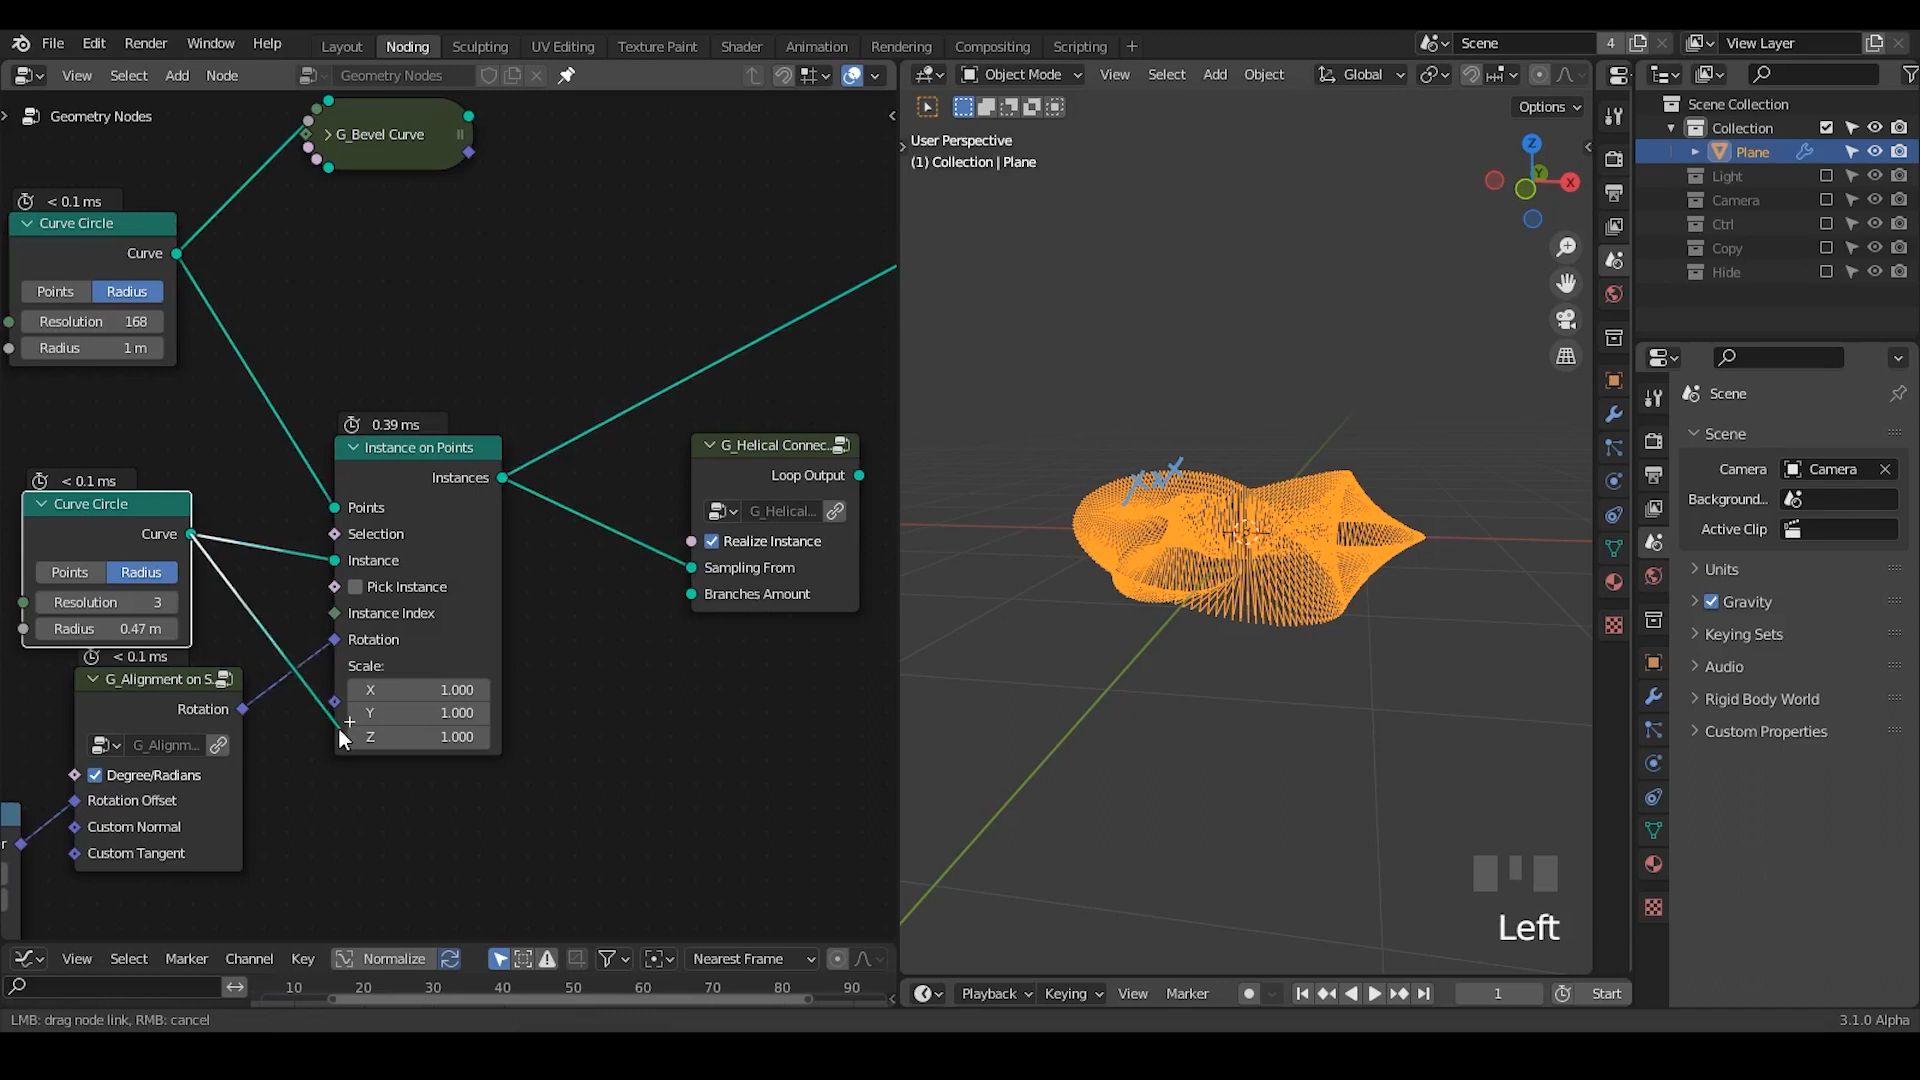 File Edit Render Window Help
Layout Noding Sculpting UV Editing Texture Paint Shader Animation Rendering Compositing Scripting +
Scene 4 View Layer
View Select Add Node Geometry Nodes
Object Mode View Select Add Object Global
Options
Geometry Nodes
G_Bevel Curve
< 0.1 ms
Curve Circle
Curve
Points Radius
Resolution 168
Radius 1 m
< 0.1 ms
Curve Circle
Curve
Points Radius
Resolution 3
Radius 0.47 m
< 0.1 ms
G_Alignment on S..
Rotation
G_Alignm...
Degree/Radians
Rotation Offset
Custom Normal
Custom Tangent
r
0.39 ms
Instance on Points
Instances
Points
Selection
Instance
Pick Instance
Instance Index
Rotation
Scale:
X 1.000
Y 1.000
Z 1.000
G_Helical Connec..
Loop Output
G_Helical...
Realize Instance
Sampling From
Branches Amount
User Perspective
(1) Collection | Plane
Z
Y
X
Left
Scene Collection
Collection
Plane
Light
Camera
Ctrl
Copy
Hide
Scene
Scene
Camera Camera
Background...
Active Clip
Units
Gravity
Keying Sets
Audio
Rigid Body World
Custom Properties
View Select Marker Channel Key Normalize Nearest Frame
10 20 30 40 50 60 70 80 90
Playback Keying View Marker 1 Start
LMB: drag node link, RMB: cancel
3.1.0 Alpha